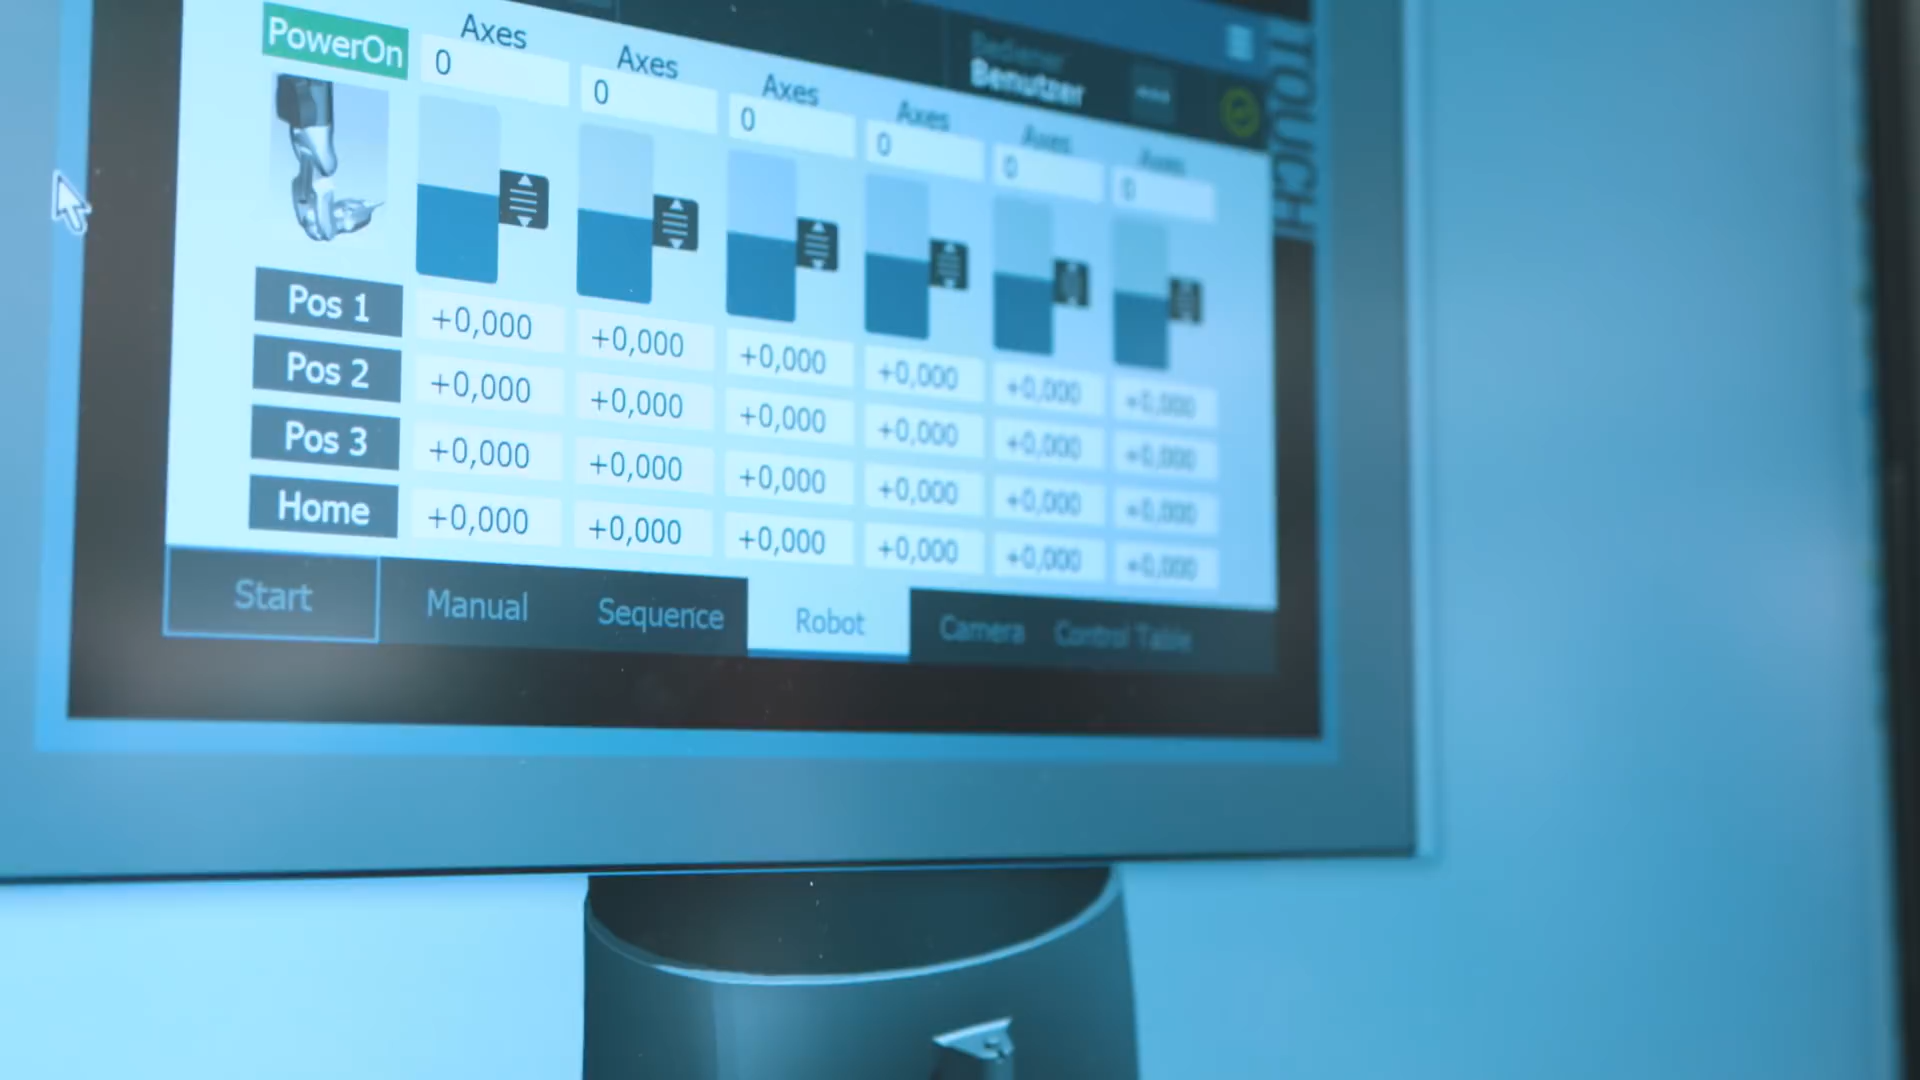 PowerOn
Axes Axes Axes Axes Axes Axes
0 0 0 0 0 0
Bediener
Benutzer
TOUCH
Pos 1 +0,000 +0,000 +0,000 +0,000 +0,000 +0,000
Pos 2 +0,000 +0,000 +0,000 +0,000 +0,000 +0,000
Pos 3 +0,000 +0,000 +0,000 +0,000 +0,000 +0,000
Home +0,000 +0,000 +0,000 +0,000 +0,000 +0,000
Start Manual Sequence Robot Camera Control Table